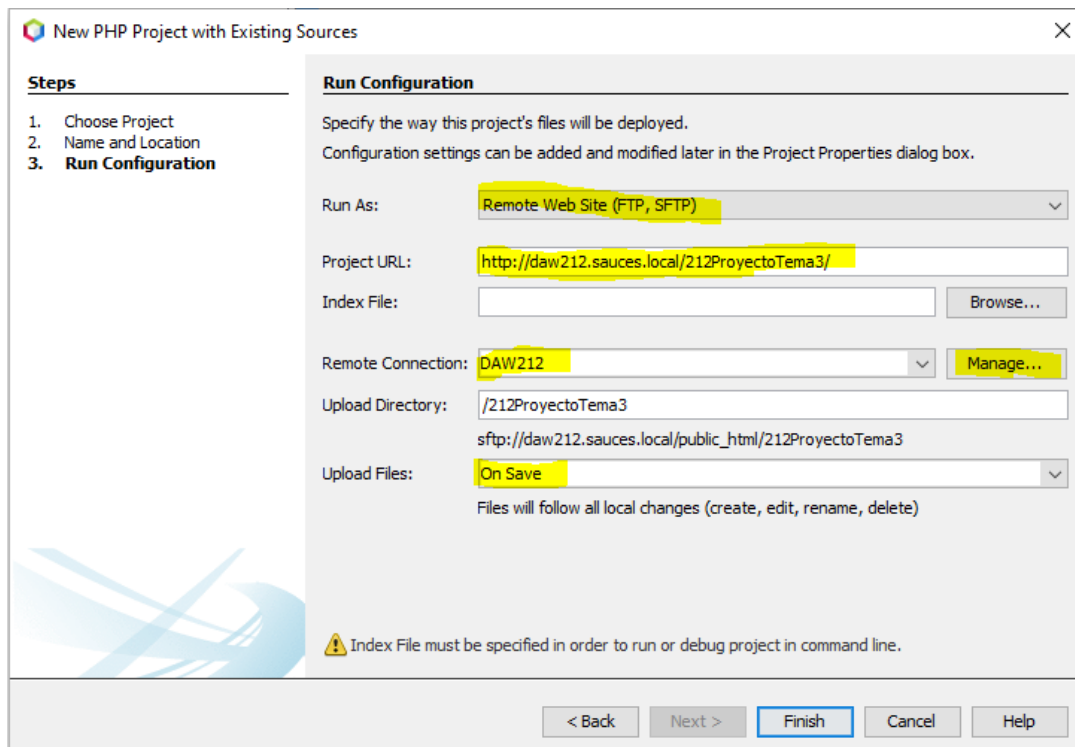 New PHP Project with Existing Sources
Steps
1. Choose Project
2. Name and Location
3. Run Configuration
Run Configuration
Specify the way this project's files will be deployed.
Configuration settings can be added and modified later in the Project Properties dialog box.
Run As: Remote Web Site (FTP, SFTP)
Project URL: http://daw212.sauces.local/212ProyectoTema3/
Index File: Browse...
Remote Connection: DAW212 Manage...
Upload Directory: /212ProyectoTema3
sftp://daw212.sauces.local/public_html/212ProyectoTema3
Upload Files: On Save
Files will follow all local changes (create, edit, rename, delete)
Index File must be specified in order to run or debug project in command line.
< Back Next > Finish Cancel Help